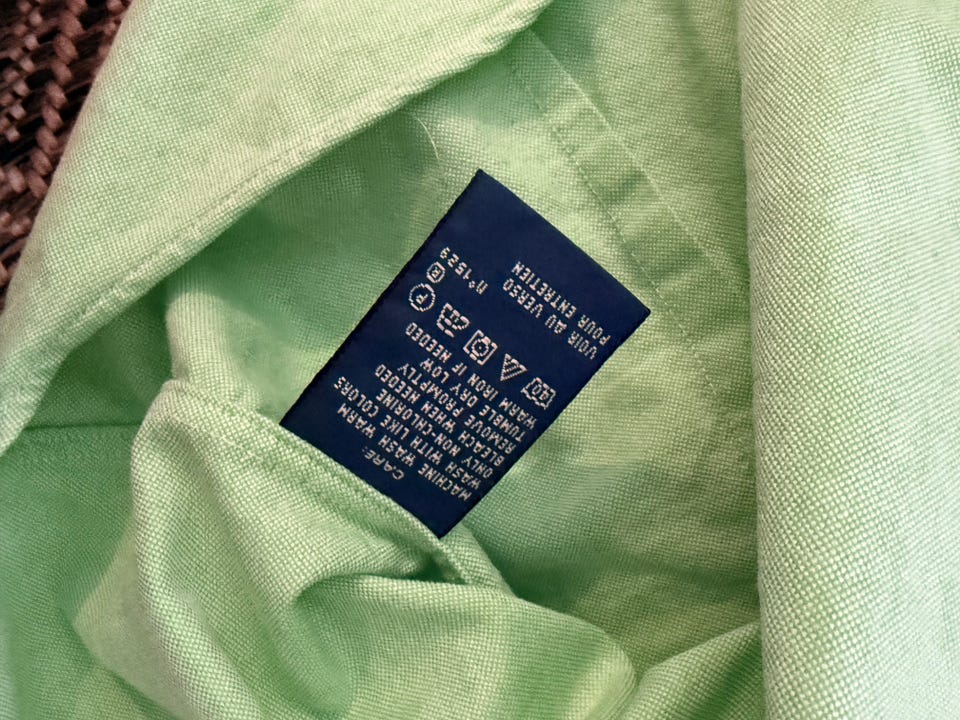 CARE:
MACHINE WASH WARM
WASH WITH LIKE COLORS
ONLY NON-CHLORINE
BLEACH WHEN NEEDED
REMOVE PROMPTLY
TUMBLE DRY LOW
WARM IRON IF NEEDED
P
R
N°1523
VOIR AU VERSO
POUR ENTRETIEN